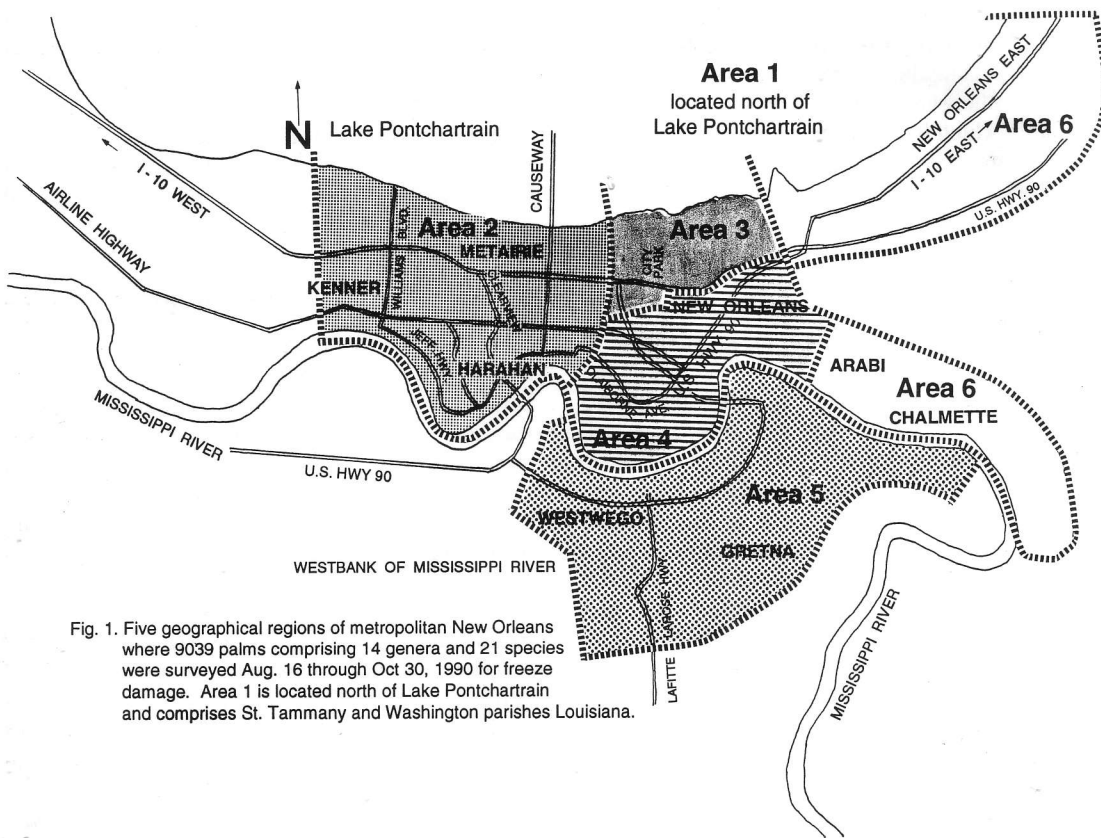 Area 1
located north of
Lake Pontchartrain
NEW ORLEANS EAST
I - 10 EAST
Area 6
U.S. HWY. 90
N
Lake Pontchartrain
CAUSEWAY
I - 10 WEST
AIRLINE HIGHWAY
Area 2
BLVD.
WILLIAMS
METAIRIE
CLEARVIEW
KENNER
Area 3
CITY
PARK
NEW ORLEANS
U.S. HWY 90
JEFF HWY
HARAHAN
CLAIBORNE AVE.
ARABI
Area 6
CHALMETTE
MISSISSIPPI RIVER
U.S. HWY 90
Area 4
Area 5
WESTWEGO
GRETNA
WESTBANK OF MISSISSIPPI RIVER
LAFITTE LAROSE HWY
MISSISSIPPI RIVER
Fig. 1. Five geographical regions of metropolitan New Orleans
where 9039 palms comprising 14 genera and 21 species
were surveyed Aug. 16 through Oct 30, 1990 for freeze
damage. Area 1 is located north of Lake Pontchartrain
and comprises St. Tammany and Washington parishes Louisiana.